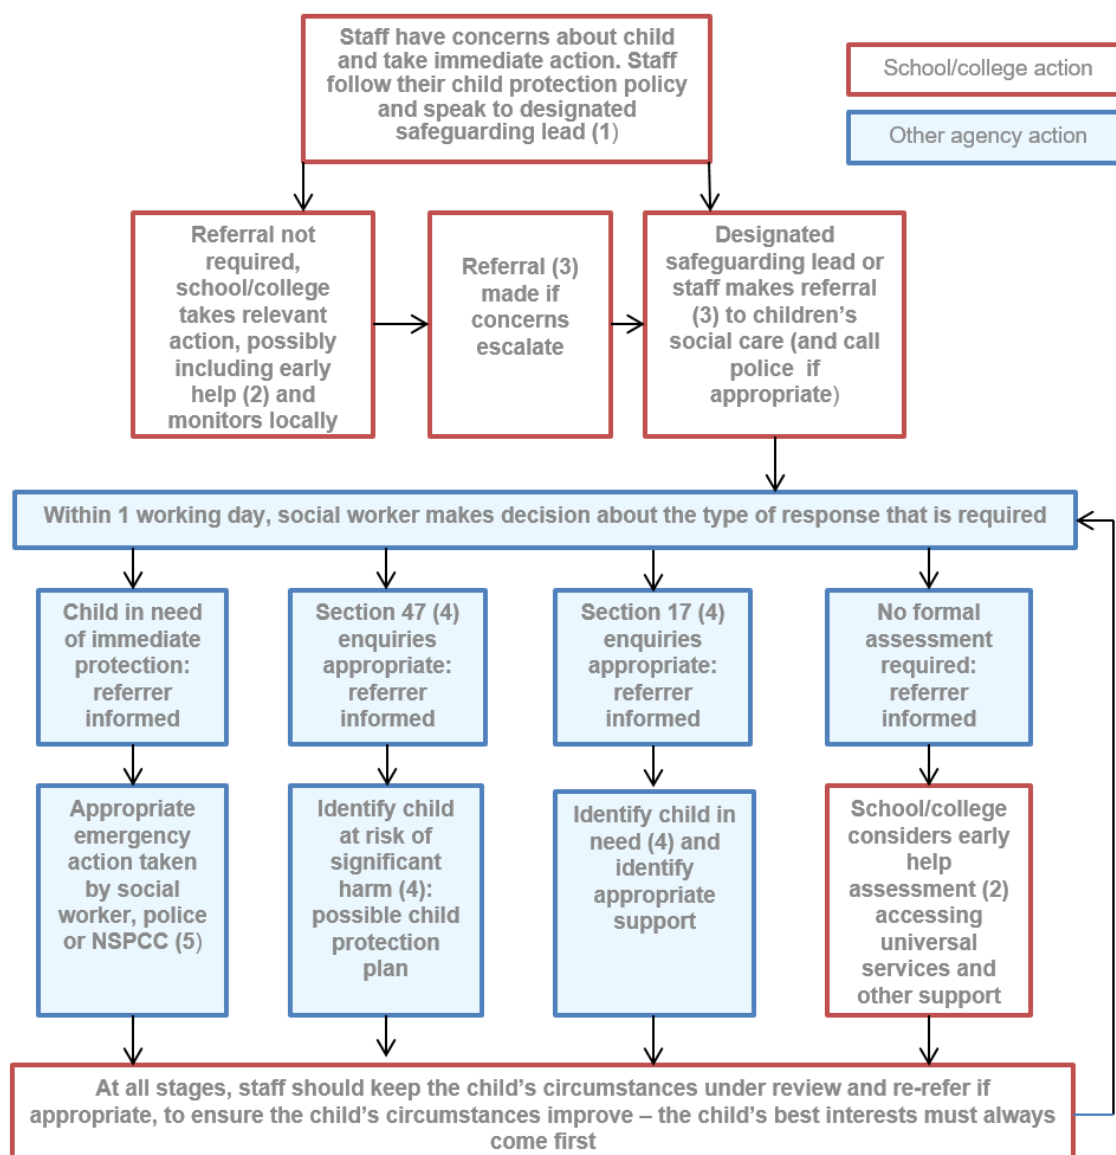 Staff have concerns about child
and take immediate action. Staff
follow their child protection policy
and speak to designated
safeguarding lead (1)
School/college action
Other agency action
Referral not
required,
school/college
takes relevant
action, possibly
including early
help (2) and
monitors locally
Referral (3)
made if
concerns
escalate
Designated
safeguarding lead or
staff makes referral
(3) to children’s
social care (and call
police  if
appropriate)
Within 1 working day, social worker makes decision about the type of response that is required
Child in need
of immediate
protection:
referrer
informed
Section 47 (4)
enquiries
appropriate:
referrer
informed
Section 17 (4)
enquiries
appropriate:
referrer
informed
No formal
assessment
required:
referrer
informed
Appropriate
emergency
action taken
by social
worker, police
or NSPCC (5)
Identify child
at risk of
significant
harm (4):
possible child
protection
plan
Identify child in
need (4) and
identify
appropriate
support
School/college
considers early
help
assessment (2)
accessing
universal
services and
other support
At all stages, staff should keep the child’s circumstances under review and re-refer if
appropriate, to ensure the child’s circumstances improve – the child’s best interests must always
come first